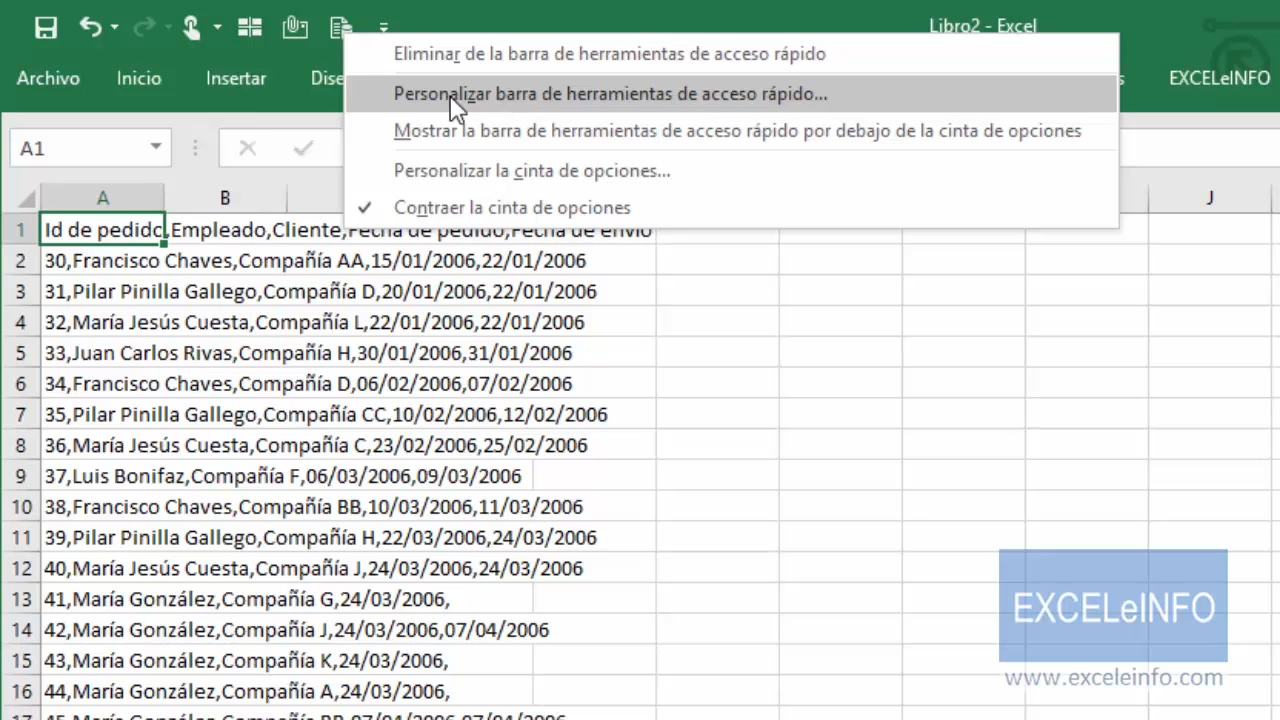 Libro2 - Excel
Archivo Inicio Insertar Dise EXCELeINFO
Eliminar de la barra de herramientas de acceso rápido
Personalizar barra de herramientas de acceso rápido...
Mostrar la barra de herramientas de acceso rápido por debajo de la cinta de opciones
Personalizar la cinta de opciones...
Contraer la cinta de opciones
A1
A B J
1 Id de pedido,Empleado,Cliente,Fecha de pedido,Fecha de envío
2 30,Francisco Chaves,Compañía AA,15/01/2006,22/01/2006
3 31,Pilar Pinilla Gallego,Compañía D,20/01/2006,22/01/2006
4 32,María Jesús Cuesta,Compañía L,22/01/2006,22/01/2006
5 33,Juan Carlos Rivas,Compañía H,30/01/2006,31/01/2006
6 34,Francisco Chaves,Compañía D,06/02/2006,07/02/2006
7 35,Pilar Pinilla Gallego,Compañía CC,10/02/2006,12/02/2006
8 36,María Jesús Cuesta,Compañía C,23/02/2006,25/02/2006
9 37,Luis Bonifaz,Compañía F,06/03/2006,09/03/2006
10 38,Francisco Chaves,Compañía BB,10/03/2006,11/03/2006
11 39,Pilar Pinilla Gallego,Compañía H,22/03/2006,24/03/2006
12 40,María Jesús Cuesta,Compañía J,24/03/2006,24/03/2006
13 41,María González,Compañía G,24/03/2006,
14 42,María González,Compañía J,24/03/2006,07/04/2006
15 43,María González,Compañía K,24/03/2006,
16 44,María González,Compañía A,24/03/2006,
17 45,María González,Compañía BB,07/04/2006,07/04/2006
EXCELeINFO
www.exceleinfo.com